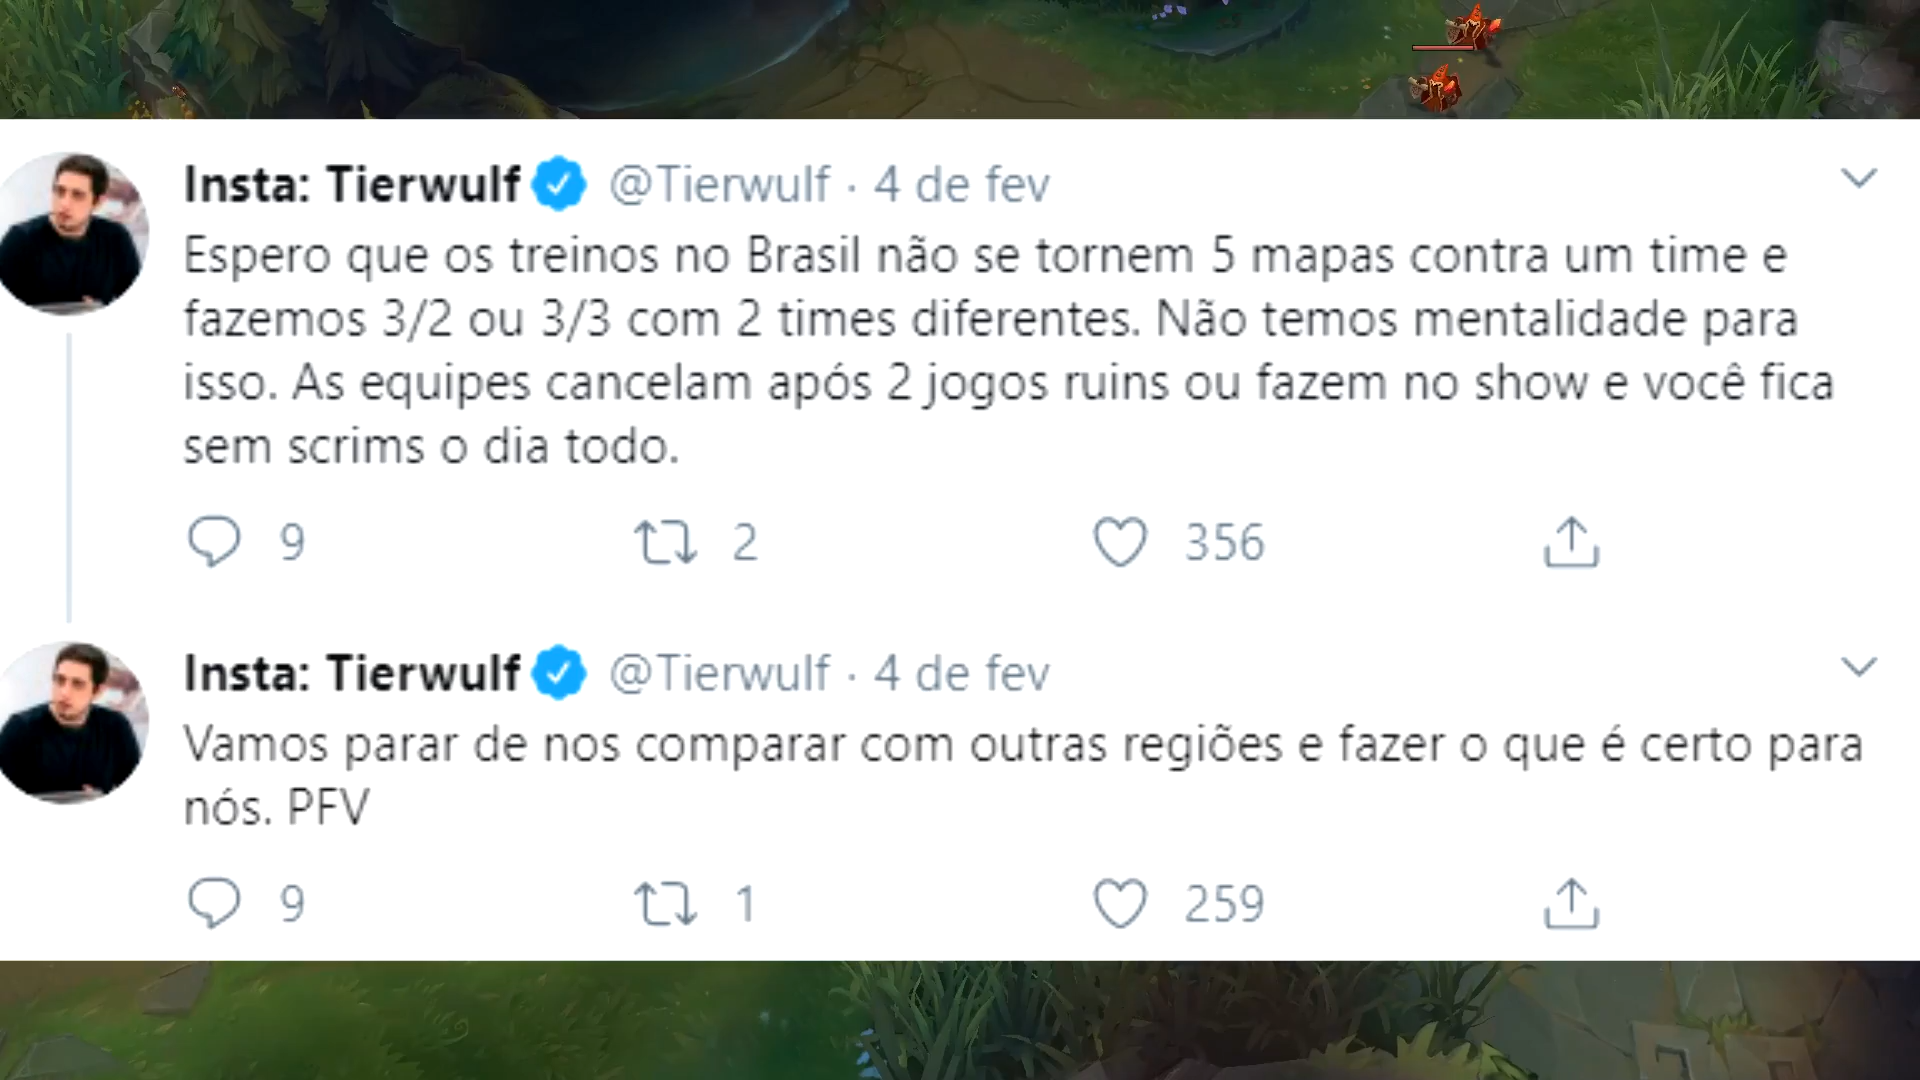 Insta: Tierwulf @Tierwulf · 4 de fev
Espero que os treinos no Brasil não se tornem 5 mapas contra um time e
fazemos 3/2 ou 3/3 com 2 times diferentes. Não temos mentalidade para
isso. As equipes cancelam após 2 jogos ruins ou fazem no show e você fica
sem scrims o dia todo.
9 2 356
Insta: Tierwulf @Tierwulf · 4 de fev
Vamos parar de nos comparar com outras regiões e fazer o que é certo para
nós. PFV
9 1 259